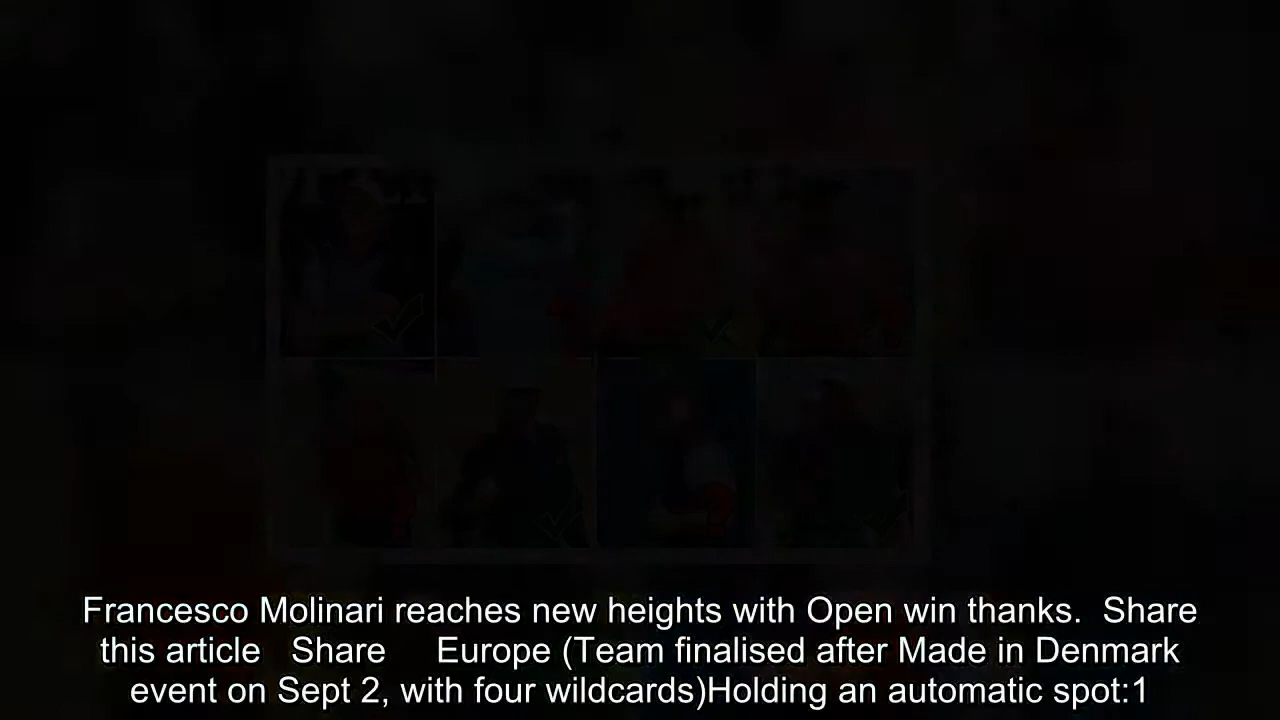 Francesco Molinari reaches new heights with Open win thanks.  Share
this article   Share     Europe (Team finalised after Made in Denmark
event on Sept 2, with four wildcards)Holding an automatic spot:1